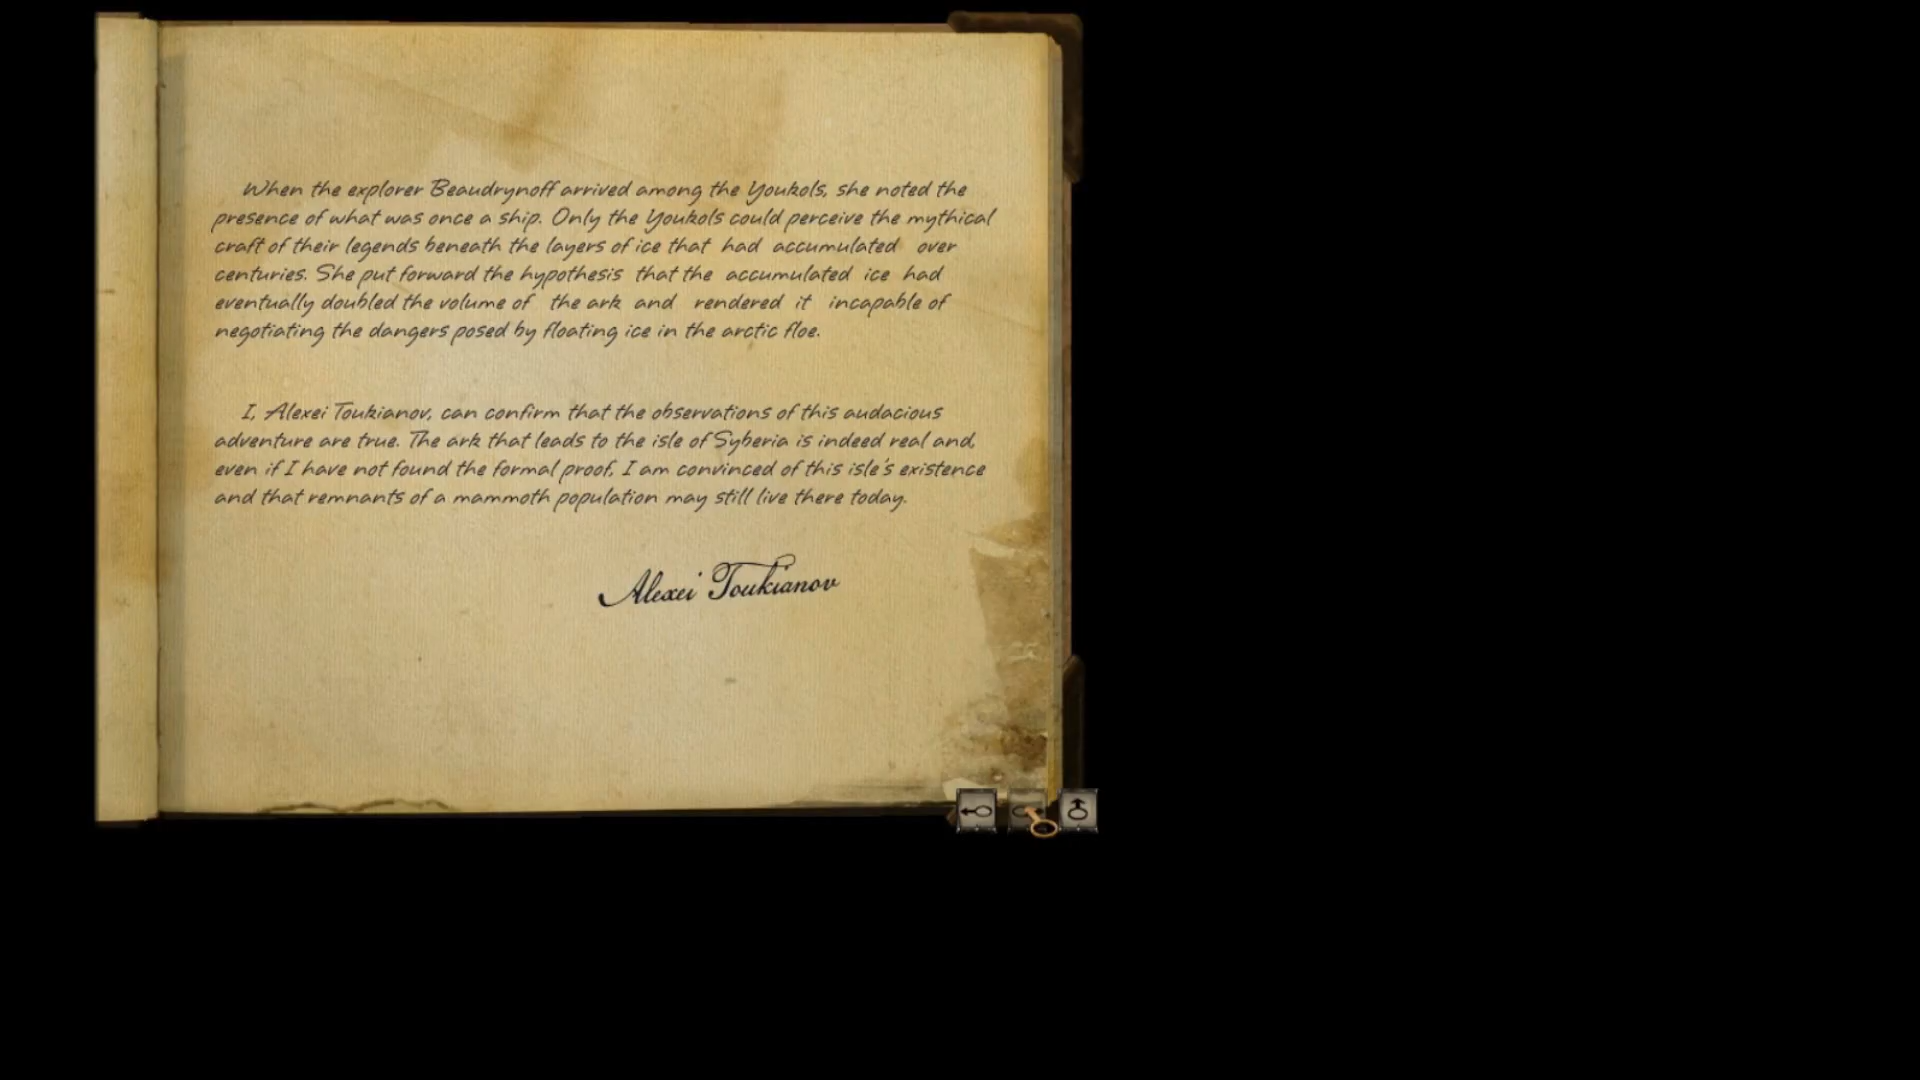 When the explorer Beaudrynoff arrived among the Youkols, she noted the
presence of what was once a ship. Only the Youkols could perceive the mythical
craft of their legends beneath the layers of ice that had accumulated over
centuries. She put forward the hypothesis that the accumulated ice had
eventually doubled the volume of the ark and rendered it incapable of
negotiating the dangers posed by floating ice in the arctic floe.
I, Alexei Toukianov, can confirm that the observations of this audacious
adventure are true. The ark that leads to the isle of Syberia is indeed real and,
even if I have not found the formal proof, I am convinced of this isle's existence
and that remnants of a mammoth population may still live there today.
Alexei Toukianov